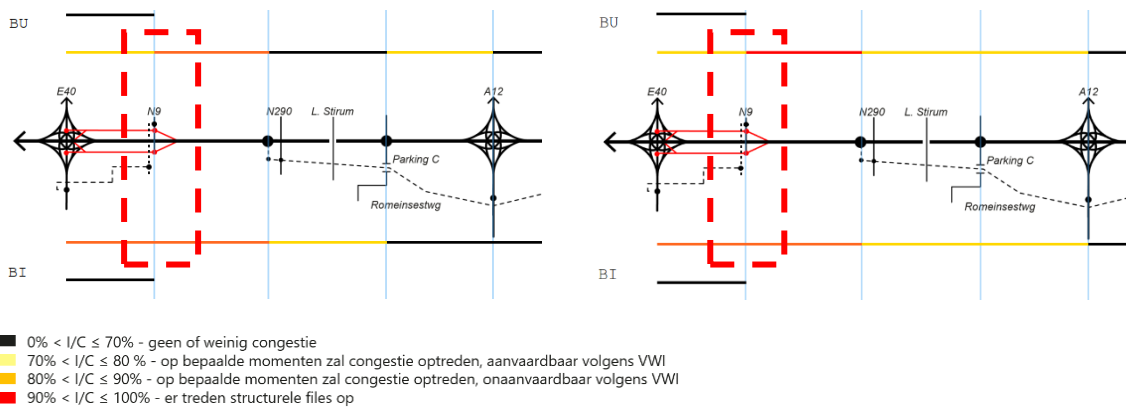 BU
E40
N9
N290
L. Stirum
A12
Parking C
Romeinsestwg
BI
BU
E40
N9
N290
L. Stirum
A12
Parking C
Romeinsestwg
BI
0% < I/C ≤ 70% - geen of weinig congestie
70% < I/C ≤ 80 % - op bepaalde momenten zal congestie optreden, aanvaardbaar volgens VWI
80% < I/C ≤ 90% - op bepaalde momenten zal congestie optreden, onaanvaardbaar volgens VWI
90% < I/C ≤ 100% - er treden structurele files op